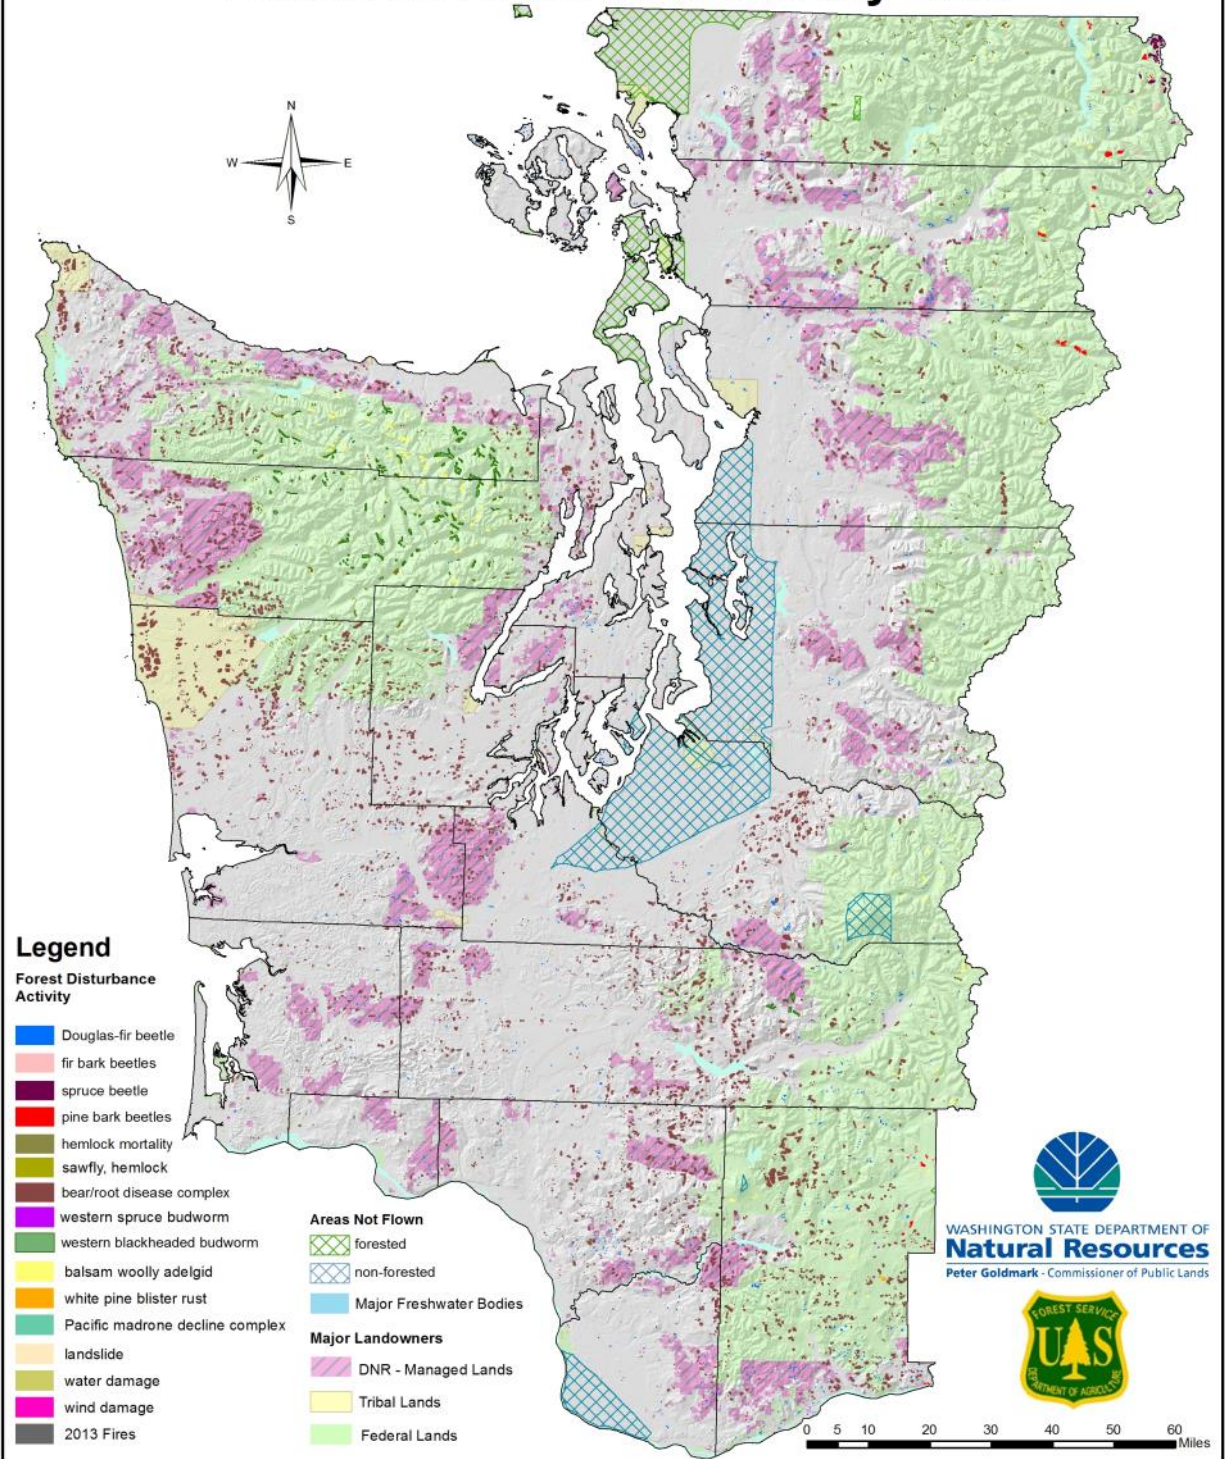 N
W
E
S
Legend
Forest Disturbance
Activity
Douglas-fir beetle
fir bark beetles
spruce beetle
pine bark beetles
hemlock mortality
sawfly, hemlock
bear/root disease complex
western spruce budworm
western blackheaded budworm
balsam woolly adelgid
white pine blister rust
Pacific madrone decline complex
landslide
water damage
wind damage
2013 Fires
Areas Not Flown
forested
non-forested
Major Freshwater Bodies
Major Landowners
DNR - Managed Lands
Tribal Lands
Federal Lands
WASHINGTON STATE DEPARTMENT OF
Natural Resources
Peter Goldmark - Commissioner of Public Lands
FOREST SERVICE
UAS
DEPARTMENT OF AGRICULTURE
0 5 10 20 30 40 50 60
Miles